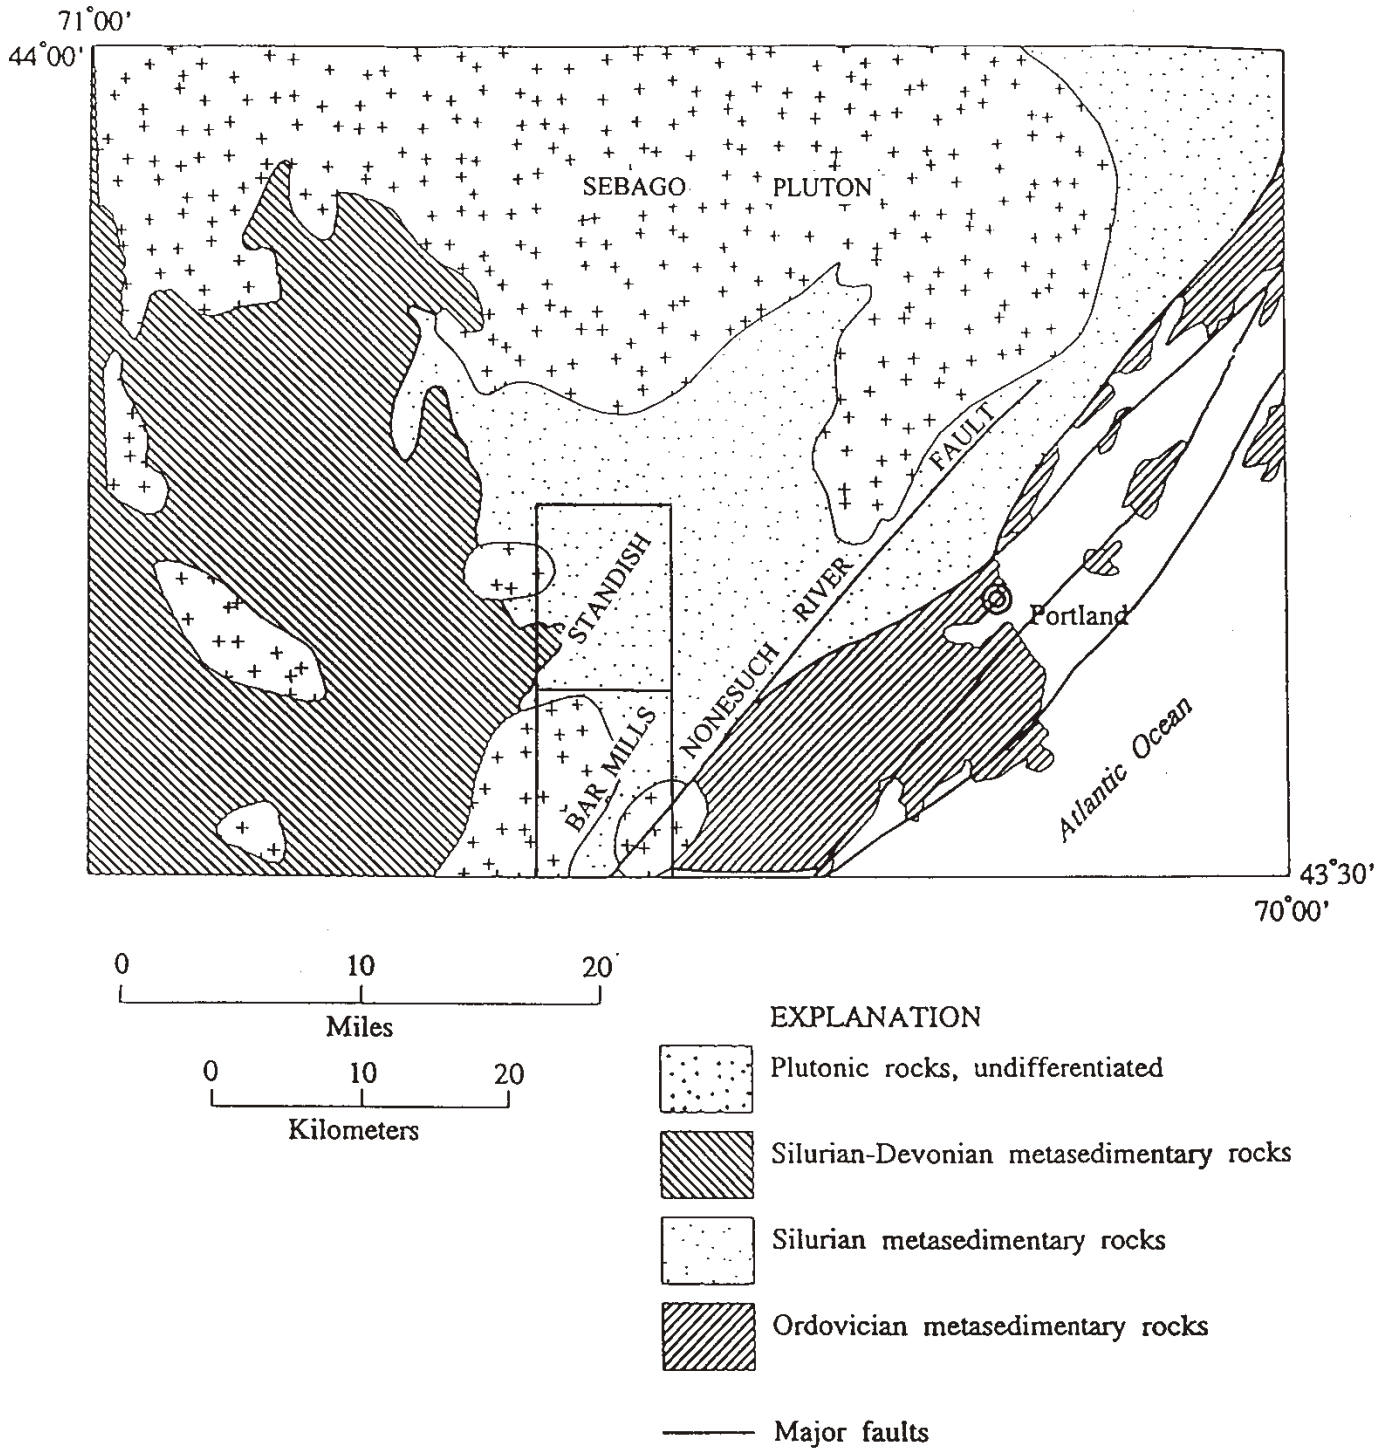 71°00'
44°00'
SEBAGO PLUTON
NONESUCH RIVER FAULT
STANDISH
BAR MILLS
Portland
Atlantic Ocean
43°30'
70°00'
0 10 20
Miles
0 10 20
Kilometers
EXPLANATION
Plutonic rocks, undifferentiated
Silurian-Devonian metasedimentary rocks
Silurian metasedimentary rocks
Ordovician metasedimentary rocks
Major faults